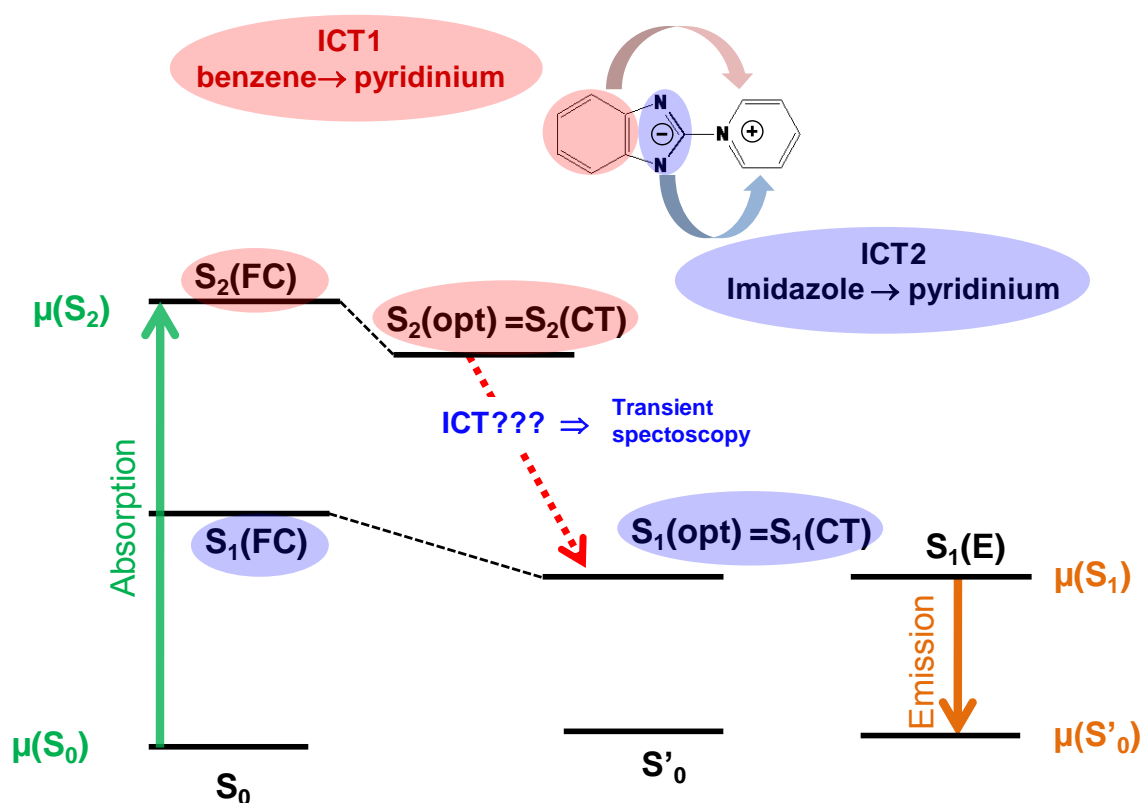 ICT1
benzene→ pyridinium
N
N
N
⊖
⊕
ICT2
Imidazole → pyridinium
S₂(FC)
μ(S₂)
S₂(opt) =S₂(CT)
ICT??? ⇒ Transient
spectoscopy
Absorption
S₁(FC)
S₁(opt) =S₁(CT)
S₁(E)
μ(S₁)
Emission
μ(S₀)
S₀
S'₀
μ(S'₀)